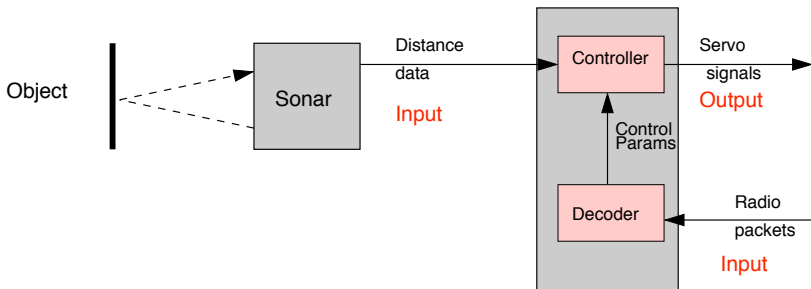 Object
Sonar
Distance
data
Input
Controller
Servo
signals
Output
Control
Params
Decoder
Radio
packets
Input